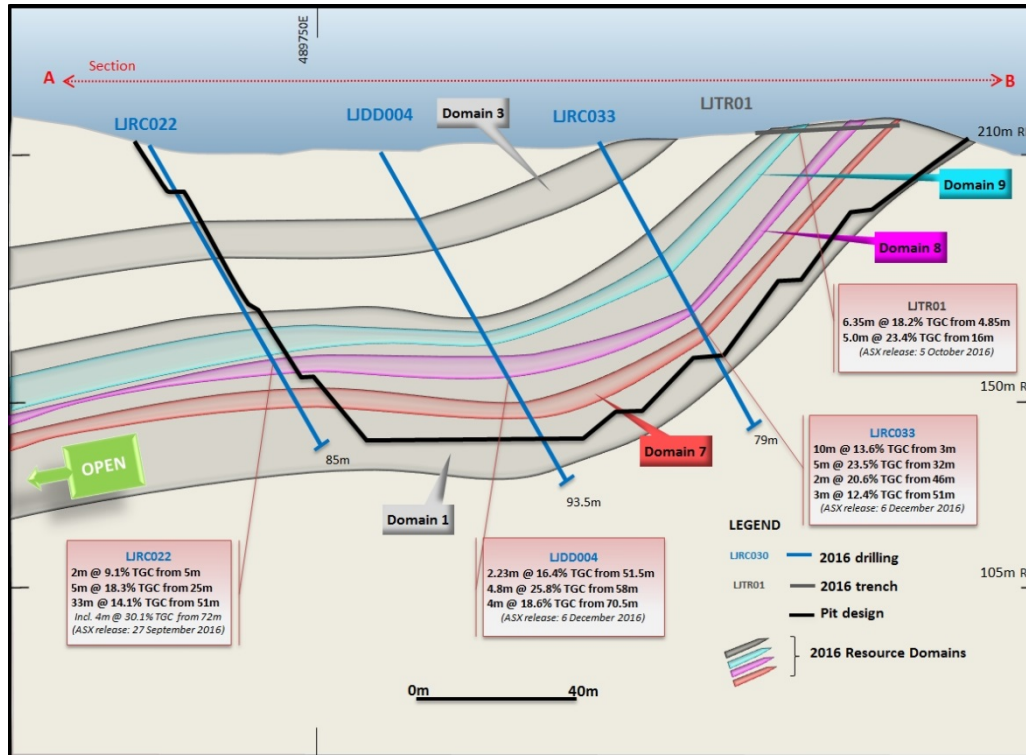 489750E
Section
A
B
LJRC022
LJDD004
Domain 3
LJRC033
LJTR01
210m R
Domain 9
Domain 8
LJTR01
6.35m @ 18.2% TGC from 4.85m
5.0m @ 23.4% TGC from 16m
(ASX release: 5 October 2016)
150m R
OPEN
85m
Domain 7
79m
93.5m
Domain 1
LJRC033
10m @ 13.6% TGC from 3m
5m @ 23.5% TGC from 32m
2m @ 20.6% TGC from 46m
3m @ 12.4% TGC from 51m
(ASX release: 6 December 2016)
LJRC022
2m @ 9.1% TGC from 5m
5m @ 18.3% TGC from 25m
33m @ 14.1% TGC from 51m
Incl. 4m @ 30.1% TGC from 72m
(ASX release: 27 September 2016)
LJDD004
2.23m @ 16.4% TGC from 51.5m
4.8m @ 25.8% TGC from 58m
4m @ 18.6% TGC from 70.5m
(ASX release: 6 December 2016)
LEGEND
LJRC030 2016 drilling
LJTR01 2016 trench
Pit design
2016 Resource Domains
105m R
0m 40m